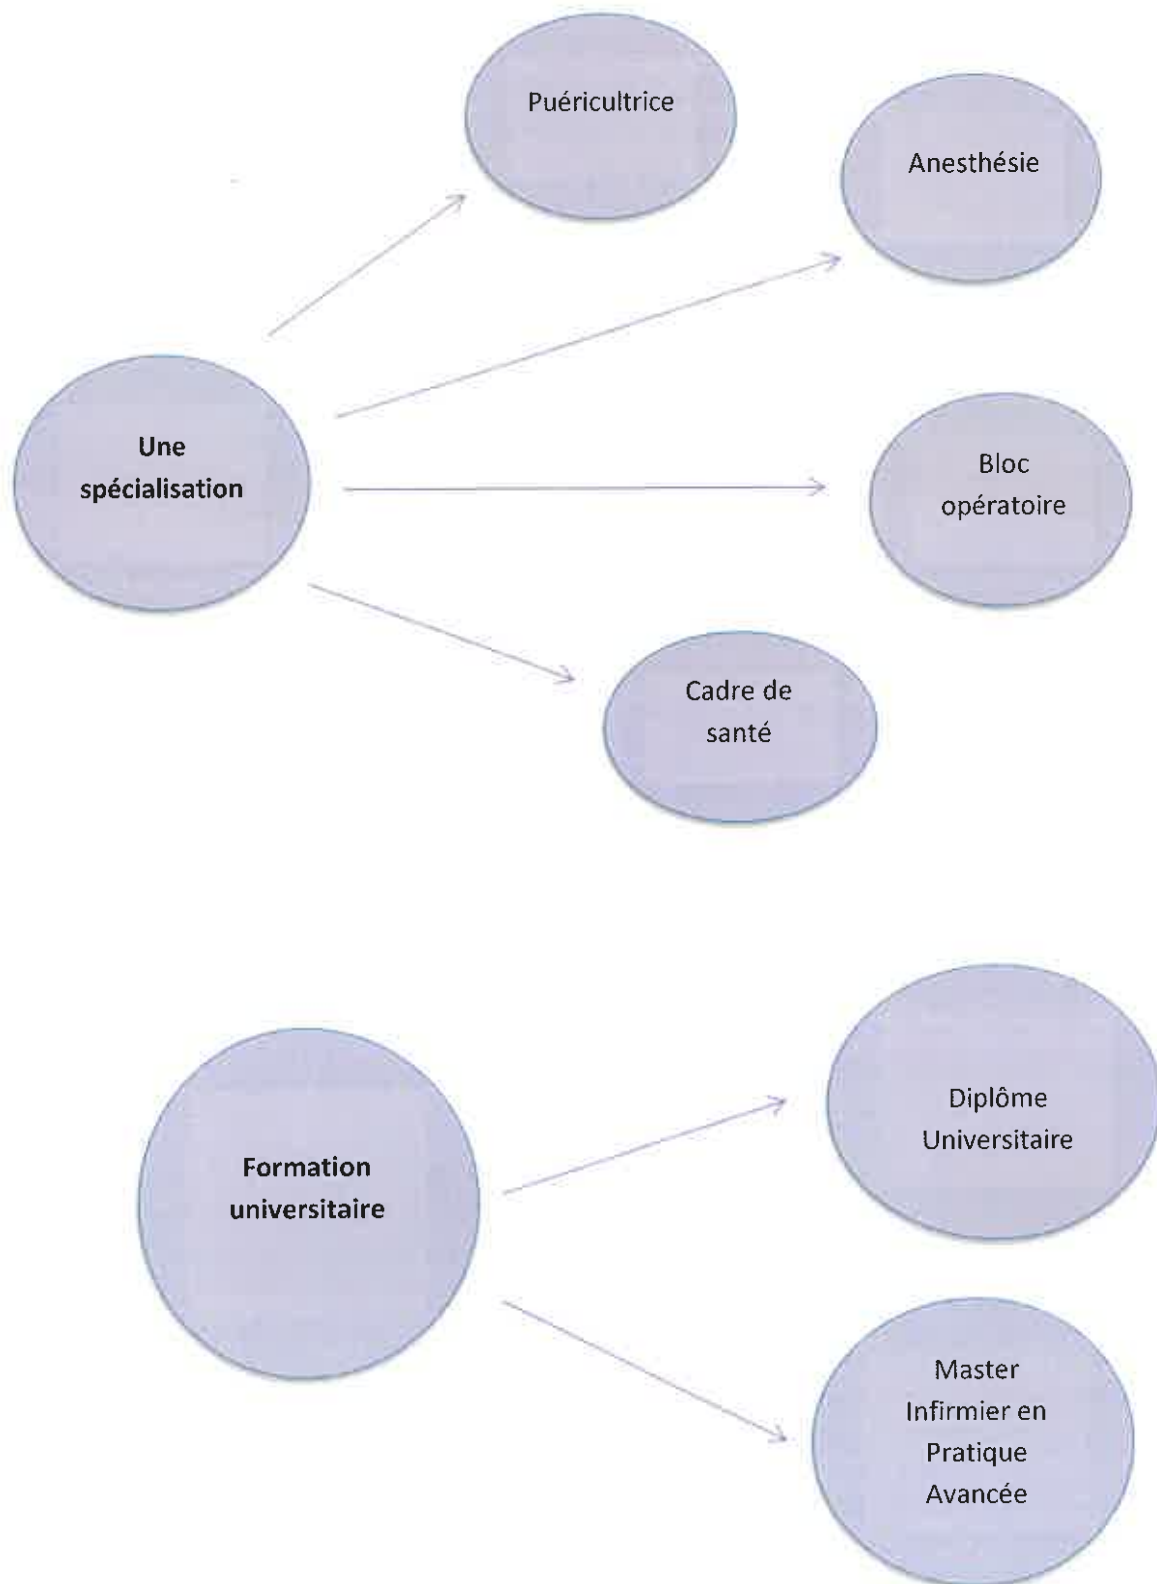 Puéricultrice
Anesthésie
Une
spécialisation
Bloc
opératoire
Cadre de
santé
Formation
universitaire
Diplôme
Universitaire
Master
Infirmier en
Pratique
Avancée